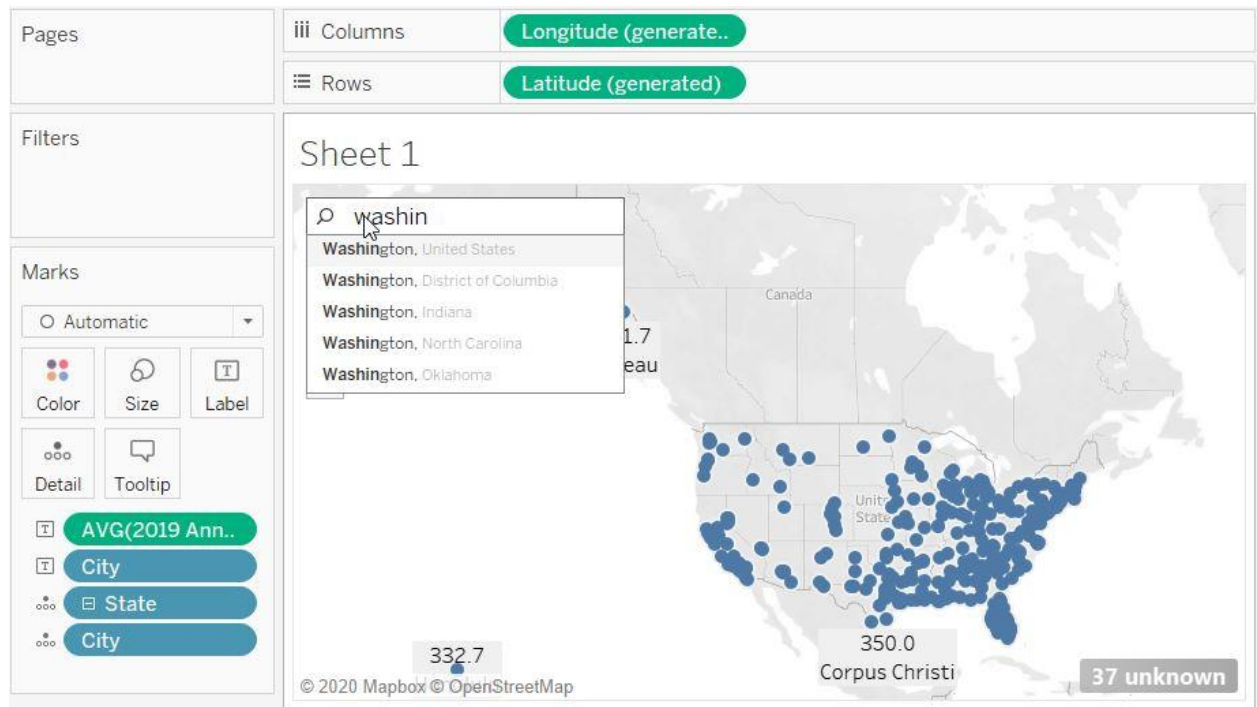 Pages
iii Columns
Longitude (generate..
Rows
Latitude (generated)
Filters
Sheet 1
washin
Washington, United States
Washington, District of Columbia
Washington, Indiana
Washington, North Carolina
Washington, Oklahoma
Marks
Automatic
Color
Size
T
Label
Detail
Tooltip
T
AVG(2019 Ann..
T
City
State
City
Canada
1.7
eau
United
State
332.7
350.0
Corpus Christi
37 unknown
© 2020 Mapbox © OpenStreetMap